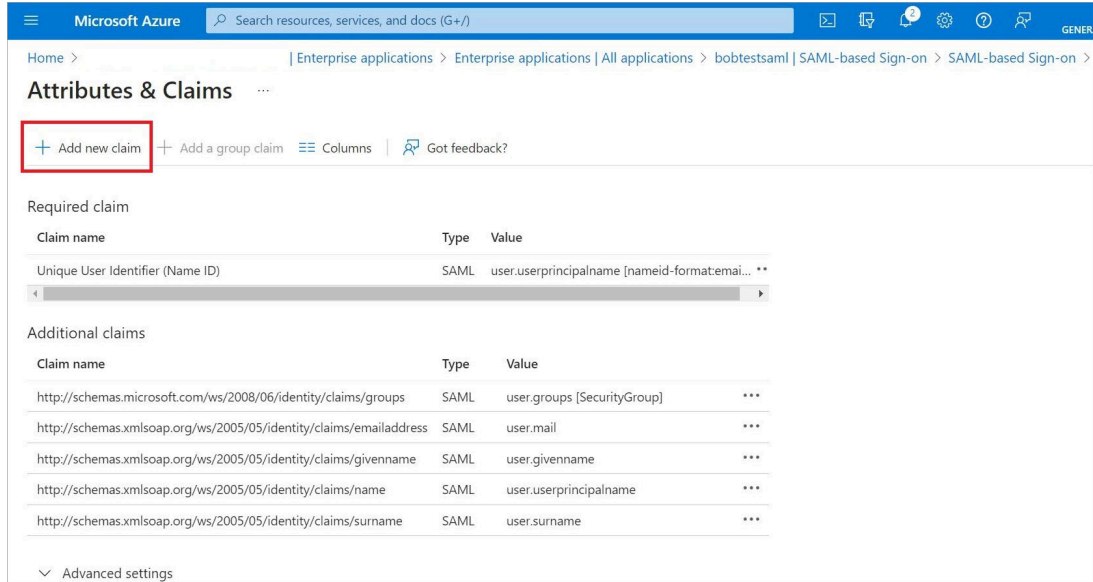 Microsoft Azure Search resources, services, and docs (G+/) 2 GENER
Home > | Enterprise applications > Enterprise applications | All applications > bobtestsaml | SAML-based Sign-on > SAML-based Sign-on >
Attributes & Claims ...
+ Add new claim + Add a group claim Columns | Got feedback?
Required claim
Claim name Type Value
Unique User Identifier (Name ID) SAML user.userprincipalname [nameid-format:emai...
Additional claims
Claim name Type Value
http://schemas.microsoft.com/ws/2008/06/identity/claims/groups SAML user.groups [SecurityGroup] ...
http://schemas.xmlsoap.org/ws/2005/05/identity/claims/emailaddress SAML user.mail ...
http://schemas.xmlsoap.org/ws/2005/05/identity/claims/givenname SAML user.givenname ...
http://schemas.xmlsoap.org/ws/2005/05/identity/claims/name SAML user.userprincipalname ...
http://schemas.xmlsoap.org/ws/2005/05/identity/claims/surname SAML user.surname ...
Advanced settings